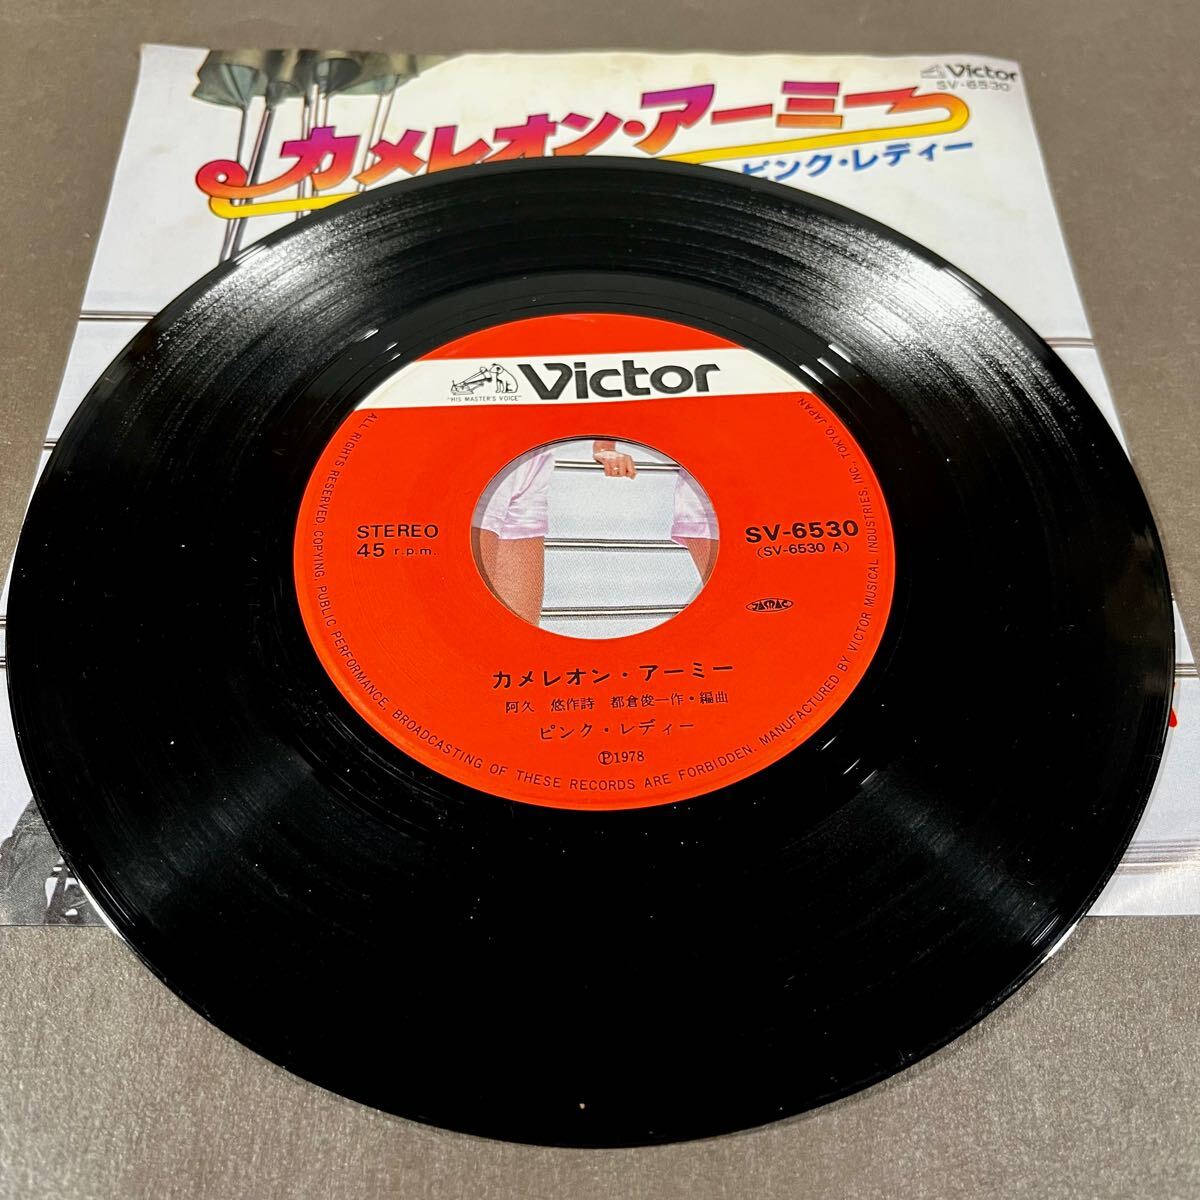 カメレオン・アーミー
Victor
SV-6530
ピンク・レディー
Victor
"HIS MASTER'S VOICE"
STEREO
45 r.p.m.
SV-6530
(SV-6530 A)
JASRAC
カメレオン・アーミー
阿久 悠作詩 都倉俊一作・編曲
ピンク・レディー
Ⓟ1978
ALL RIGHTS RESERVED. COPYING, PUBLIC PERFORMANCE, BROADCASTING OF THESE RECORDS ARE FORBIDDEN. MANUFACTURED BY VICTOR MUSICAL INDUSTRIES, INC. TOKYO, JAPAN